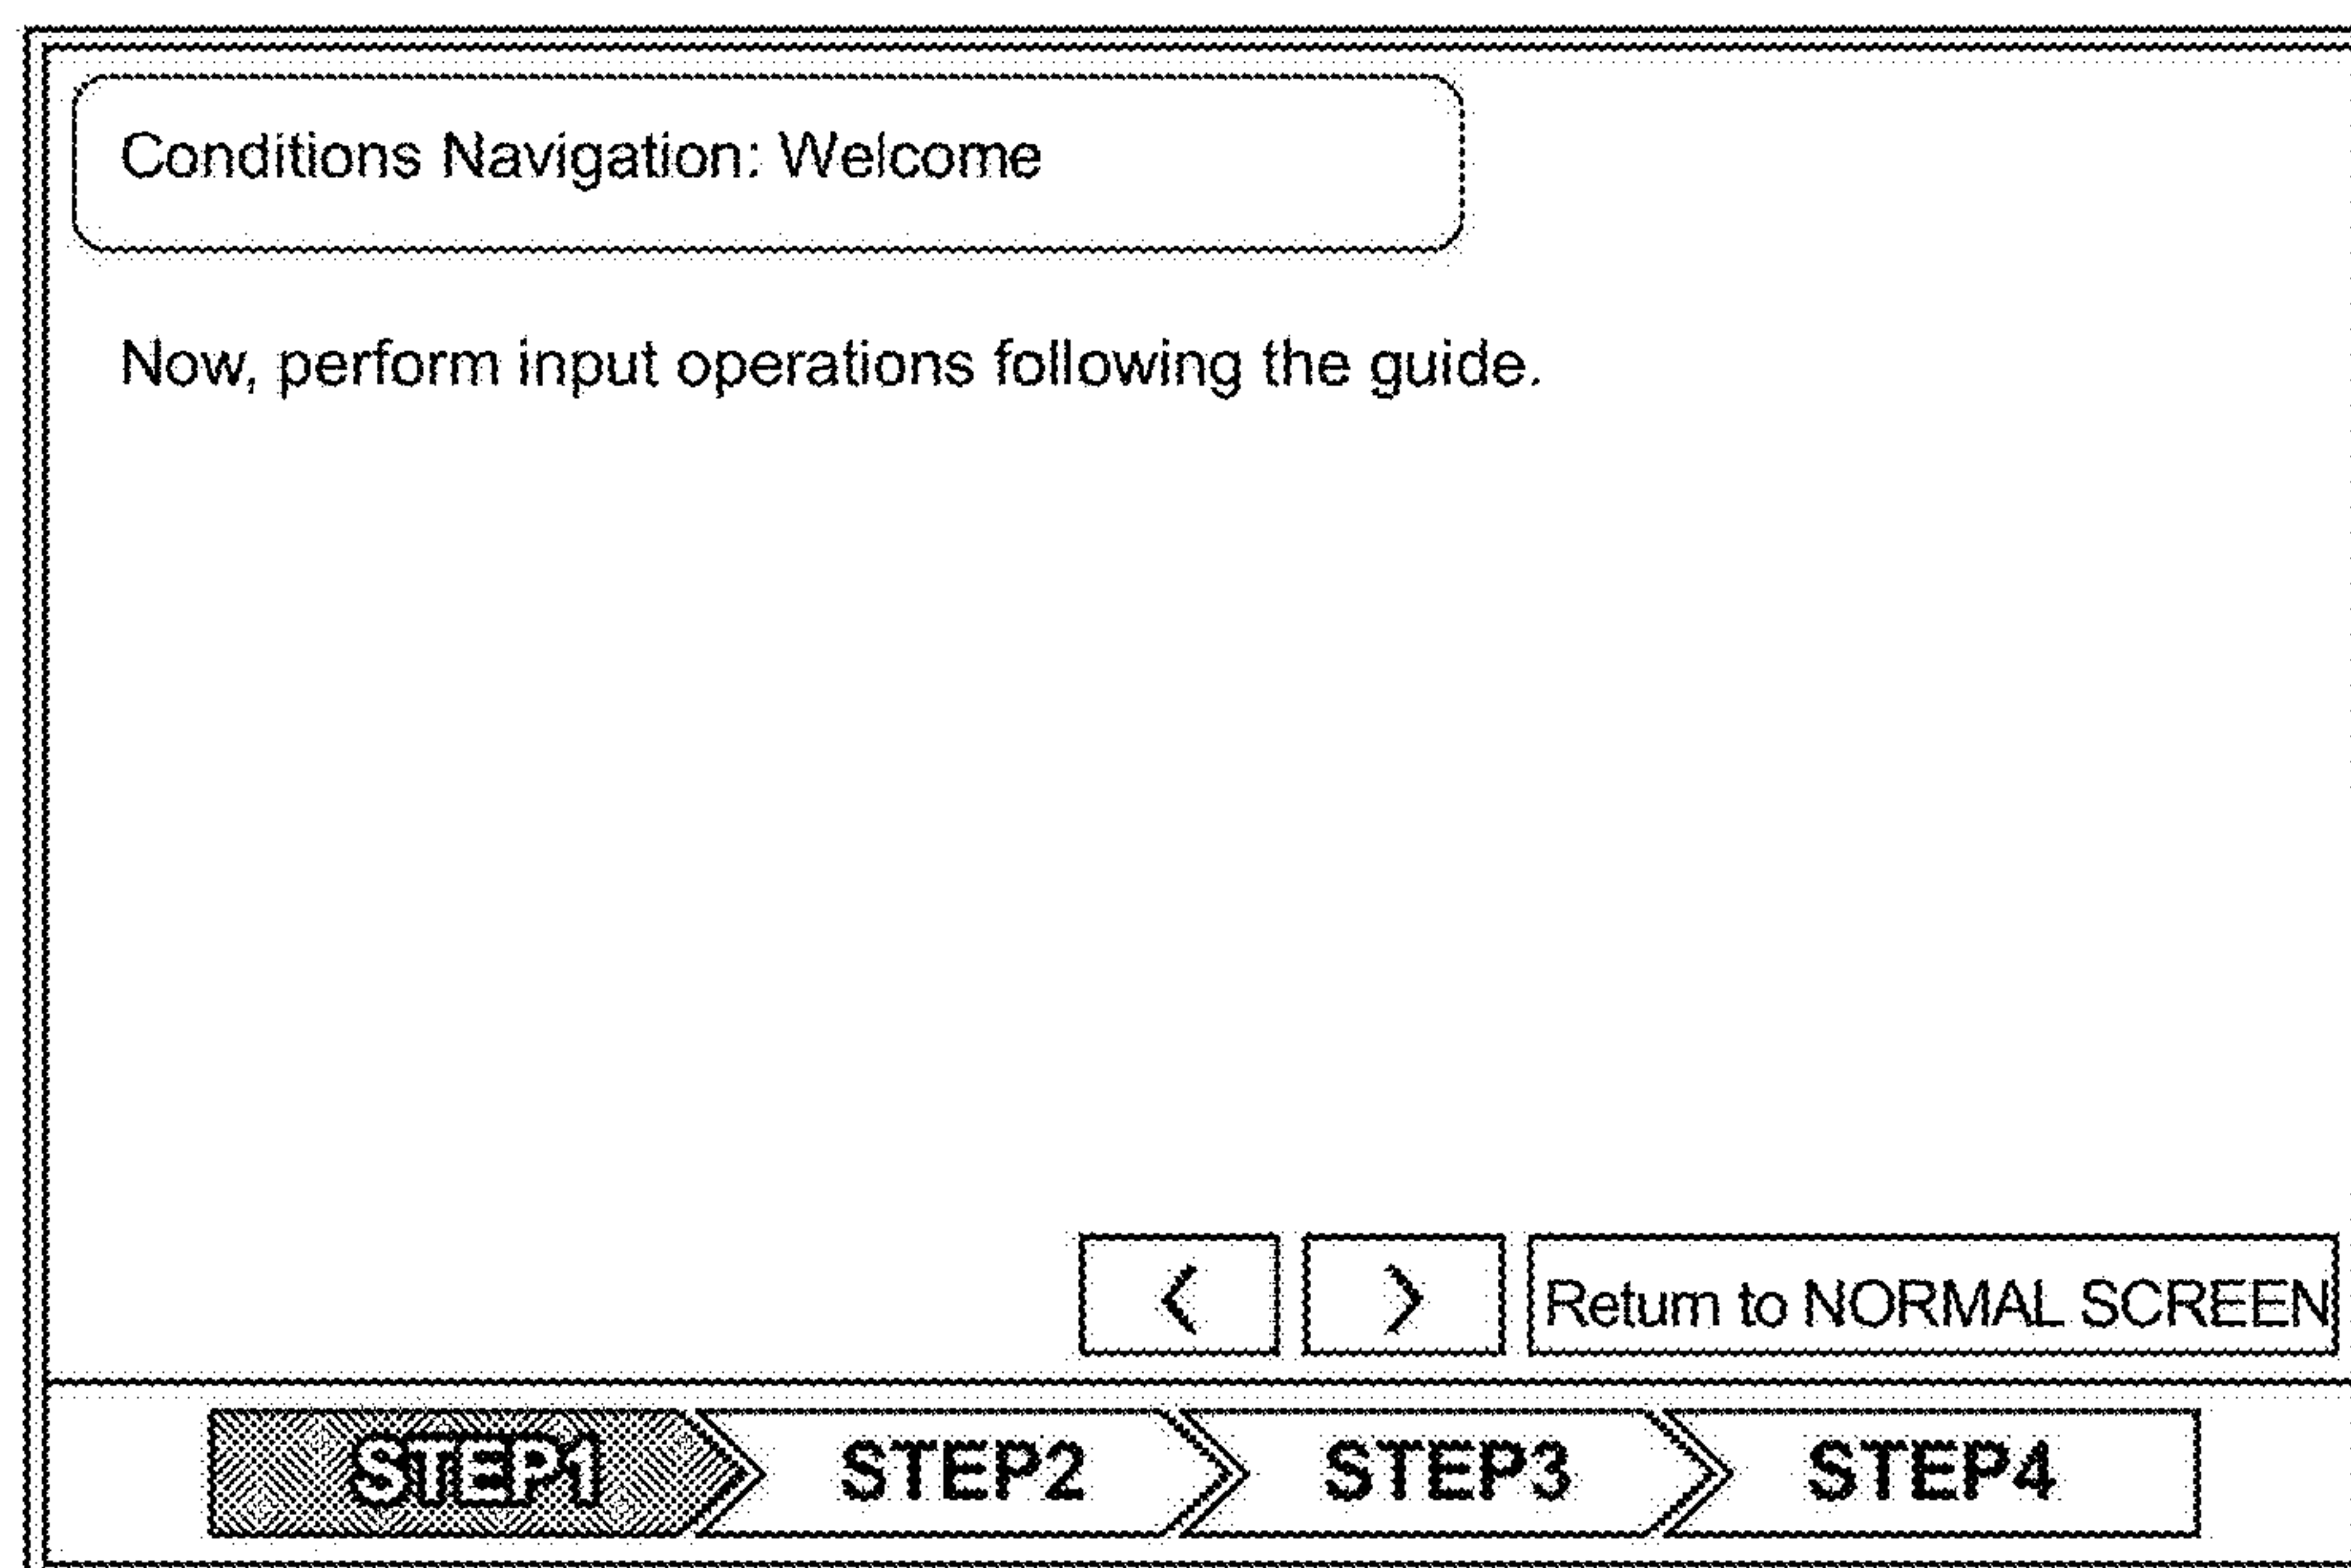 Conditions Navigation: Welcome
Now, perform input operations following the guide.
< > Return to NORMAL SCREEN
STEP1 STEP2 STEP3 STEP4